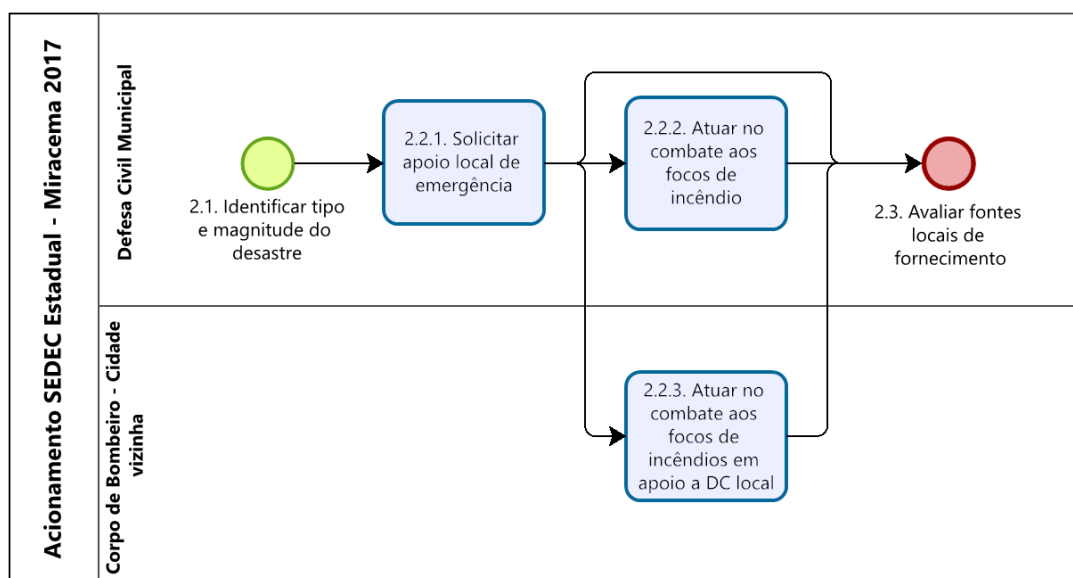 Acionamento SEDEC Estadual - Miracema 2017
Defesa Civil Municipal
2.1. Identificar tipo
e magnitude do
desastre
2.2.1. Solicitar
apoio local de
emergência
2.2.2. Atuar no
combate aos
focos de
incêndio
2.3. Avaliar fontes
locais de
fornecimento
Corpo de Bombeiro - Cidade
vizinha
2.2.3. Atuar no
combate aos
focos de
incêndios em
apoio a DC local